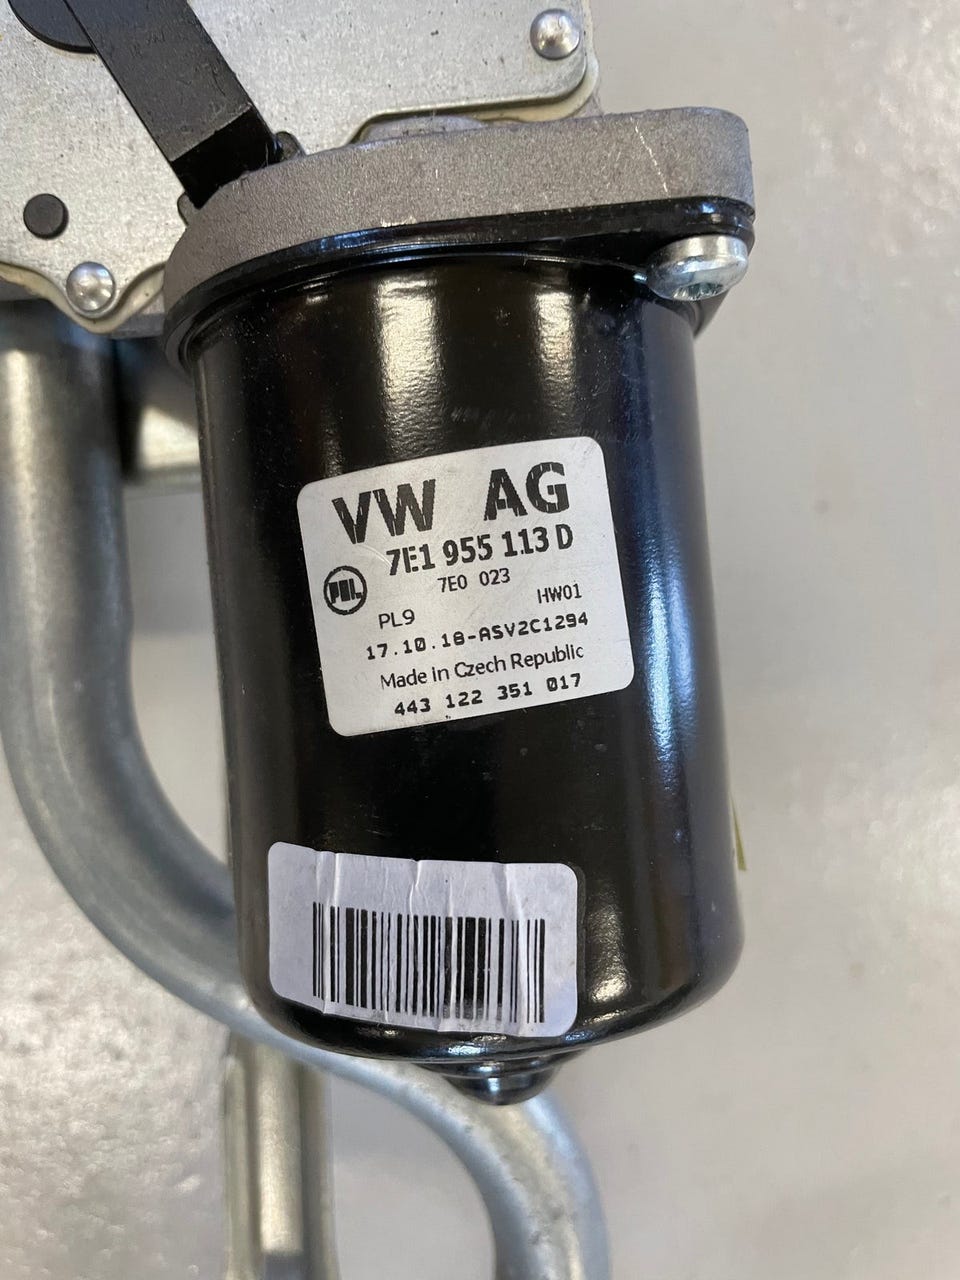 VW AG
7E1 955 113 D
7E0 023
PAL
PL9 HW01
17.10.18-ASV2C1294
Made in Czech Republic
443 122 351 017